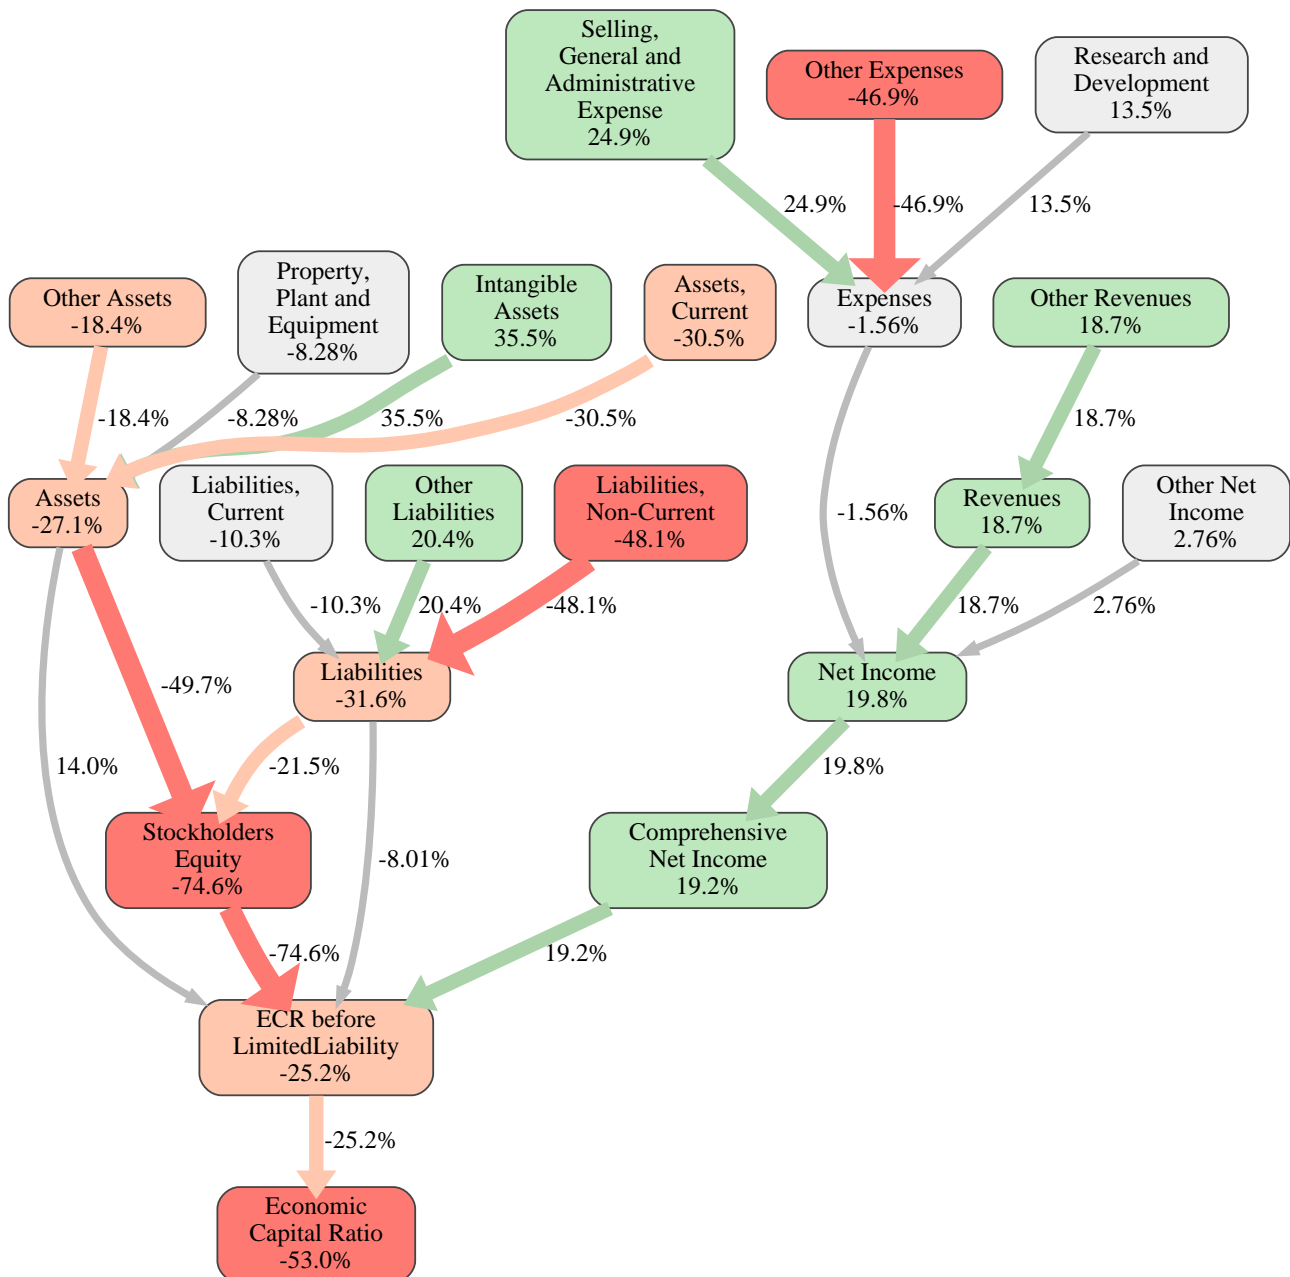 Selling,
General and
Administrative
Expense
24.9%
Other Expenses
-46.9%
Research and
Development
13.5%
24.9%
-46.9%
13.5%
Other Assets
-18.4%
Property,
Plant and
Equipment
-8.28%
Intangible
Assets
35.5%
Assets,
Current
-30.5%
Expenses
-1.56%
Other Revenues
18.7%
-18.4%
-8.28%
35.5%
-30.5%
18.7%
Assets
-27.1%
Liabilities,
Current
-10.3%
Other
Liabilities
20.4%
Liabilities,
Non-Current
-48.1%
-1.56%
Revenues
18.7%
Other Net
Income
2.76%
-10.3%
20.4%
-48.1%
18.7%
2.76%
-49.7%
Liabilities
-31.6%
Net Income
19.8%
14.0%
-21.5%
19.8%
Stockholders
Equity
-74.6%
-8.01%
Comprehensive
Net Income
19.2%
-74.6%
19.2%
ECR before
LimitedLiability
-25.2%
-25.2%
Economic
Capital Ratio
-53.0%